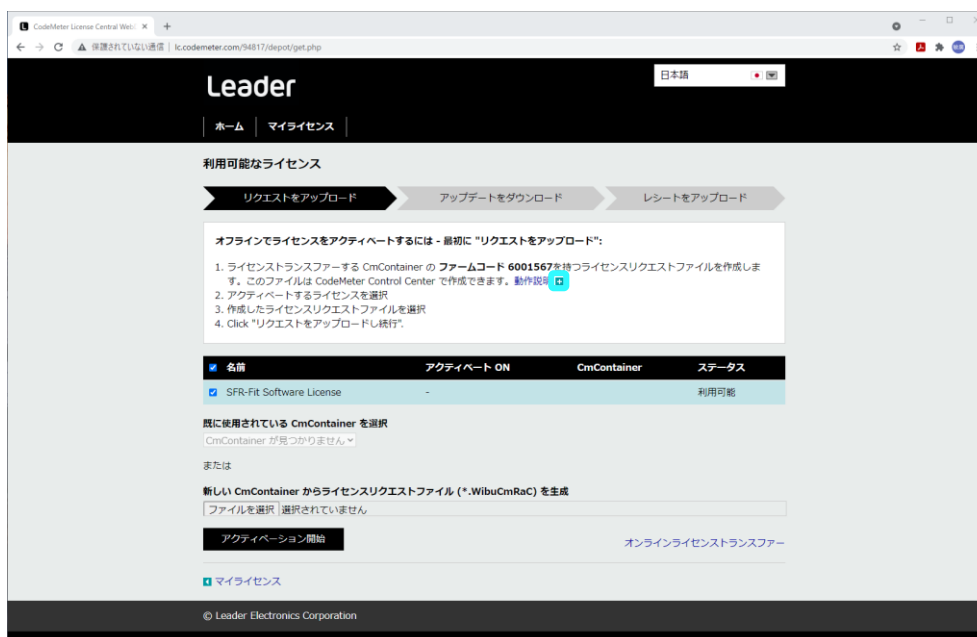 CodeMeter License Central Web
保護されていない通信 | lc.codemeter.com/94817/depot/get.php
Leader
日本語
ホーム マイライセンス
利用可能なライセンス
リクエストをアップロード アップデートをダウンロード レシートをアップロード
オフラインでライセンスをアクティベートするには - 最初に "リクエストをアップロード":
1. ライセンストランスファーする CmContainer の ファームコード 6001567を持つライセンスリクエストファイルを作成しま
す。このファイルは CodeMeter Control Center で作成できます。動作説明
2. アクティベートするライセンスを選択
3. 作成したライセンスリクエストファイルを選択
4. Click "リクエストをアップロードし続行".
名前 アクティベート ON CmContainer ステータス
SFR-Fit Software License - 利用可能
既に使用されている CmContainer を選択
CmContainer が見つかりません
または
新しい CmContainer からライセンスリクエストファイル (*.WibuCmRaC) を生成
ファイルを選択 選択されていません
アクティベーション開始 オンラインライセンストランスファー
マイライセンス
© Leader Electronics Corporation